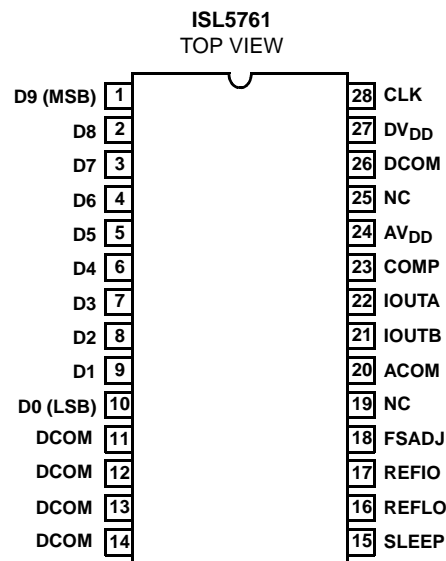 ISL5761
TOP VIEW
D9 (MSB) 1 28 CLK
D8 2 27 DVDD
D7 3 26 DCOM
D6 4 25 NC
D5 5 24 AVDD
D4 6 23 COMP
D3 7 22 IOUTA
D2 8 21 IOUTB
D1 9 20 ACOM
D0 (LSB) 10 19 NC
DCOM 11 18 FSADJ
DCOM 12 17 REFIO
DCOM 13 16 REFLO
DCOM 14 15 SLEEP